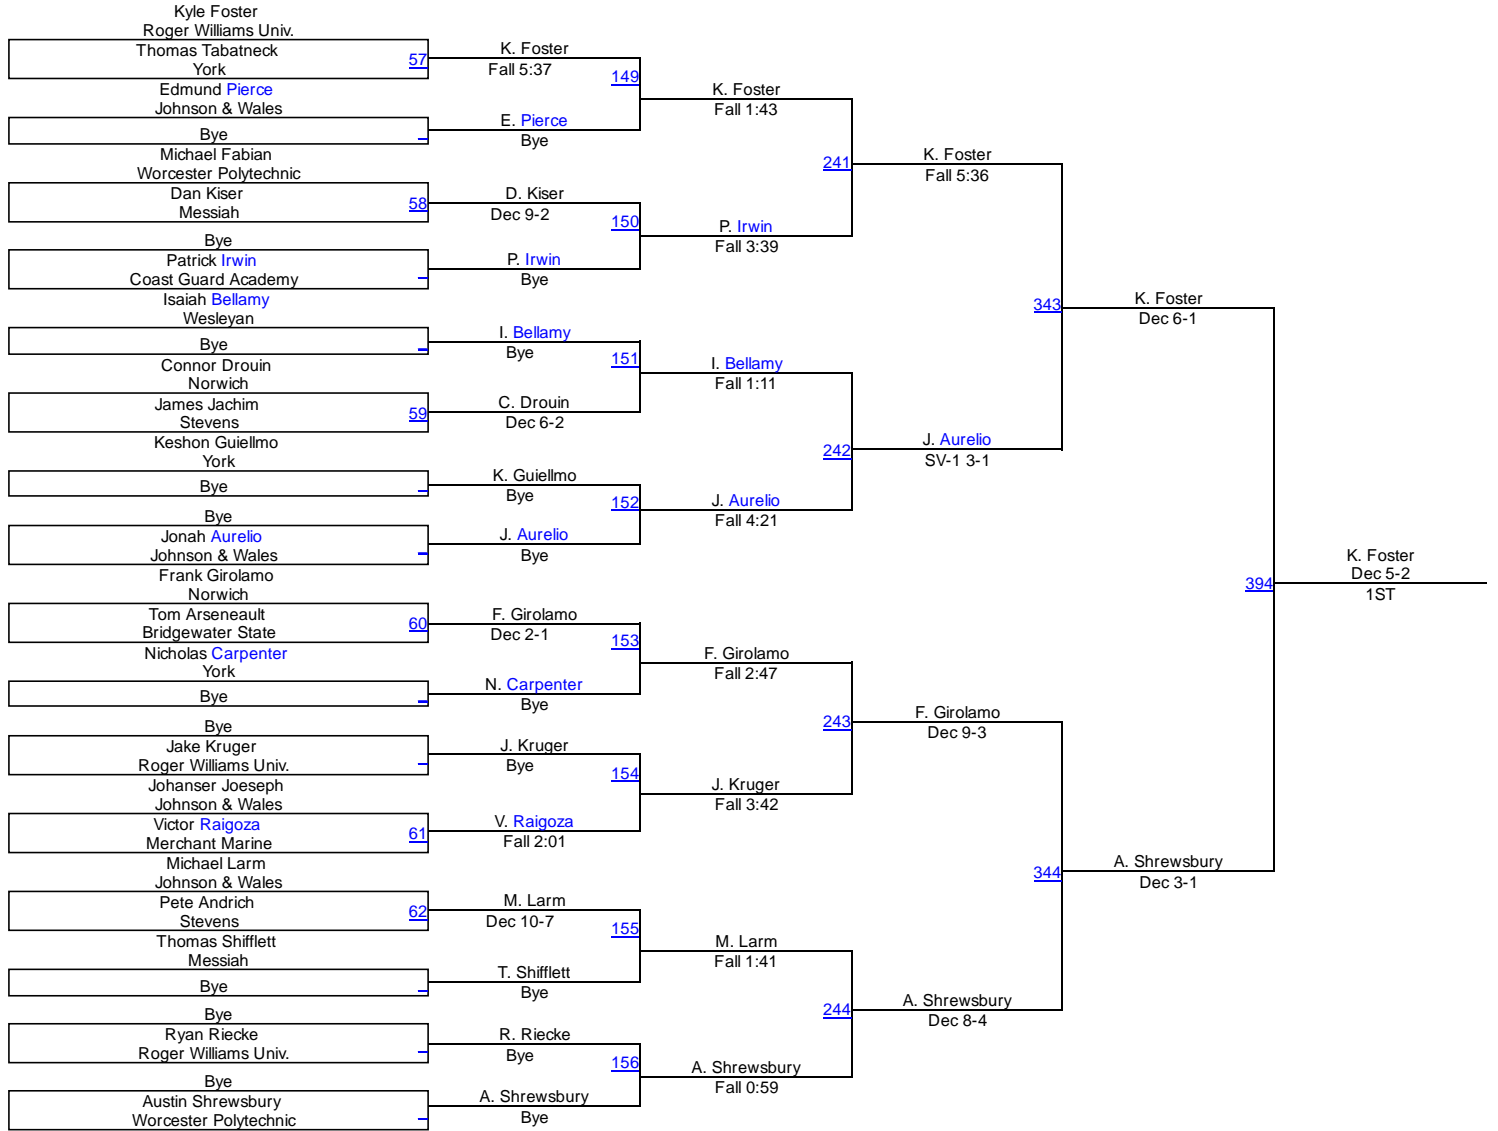 Kyle Foster
Roger Williams Univ.
Thomas Tabatneck
York
57
K. Foster
Fall 5:37
Edmund Pierce
Johnson & Wales
Bye
E. Pierce
Bye
149
K. Foster
Fall 1:43
Michael Fabian
Worcester Polytechnic
Dan Kiser
Messiah
58
D. Kiser
Dec 9-2
Bye
Patrick Irwin
Coast Guard Academy
P. Irwin
Bye
150
P. Irwin
Fall 3:39
241
K. Foster
Fall 5:36
Isaiah Bellamy
Wesleyan
Bye
I. Bellamy
Bye
Connor Drouin
Norwich
James Jachim
Stevens
59
C. Drouin
Dec 6-2
151
I. Bellamy
Fall 1:11
Keshon Guiellmo
York
Bye
K. Guiellmo
Bye
Bye
Jonah Aurelio
Johnson & Wales
J. Aurelio
Bye
152
J. Aurelio
Fall 4:21
242
J. Aurelio
SV-1 3-1
343
K. Foster
Dec 6-1
Frank Girolamo
Norwich
Tom Arseneault
Bridgewater State
60
F. Girolamo
Dec 2-1
Nicholas Carpenter
York
Bye
N. Carpenter
Bye
153
F. Girolamo
Fall 2:47
Bye
Jake Kruger
Roger Williams Univ.
J. Kruger
Bye
Johanser Joeseph
Johnson & Wales
Victor Raigoza
Merchant Marine
61
V. Raigoza
Fall 2:01
154
J. Kruger
Fall 3:42
243
F. Girolamo
Dec 9-3
Michael Larm
Johnson & Wales
Pete Andrich
Stevens
62
M. Larm
Dec 10-7
Thomas Shifflett
Messiah
Bye
T. Shifflett
Bye
155
M. Larm
Fall 1:41
Bye
Ryan Riecke
Roger Williams Univ.
R. Riecke
Bye
Bye
Austin Shrewsbury
Worcester Polytechnic
A. Shrewsbury
Bye
156
A. Shrewsbury
Fall 0:59
244
A. Shrewsbury
Dec 8-4
344
A. Shrewsbury
Dec 3-1
394
K. Foster
Dec 5-2
1ST